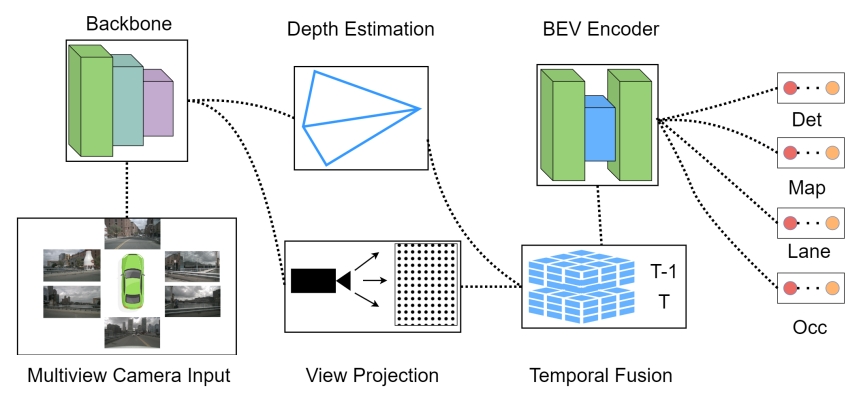 Backbone
Depth Estimation
BEV Encoder
Det
Map
Lane
Occ
T-1
T
Multiview Camera Input
View Projection
Temporal Fusion